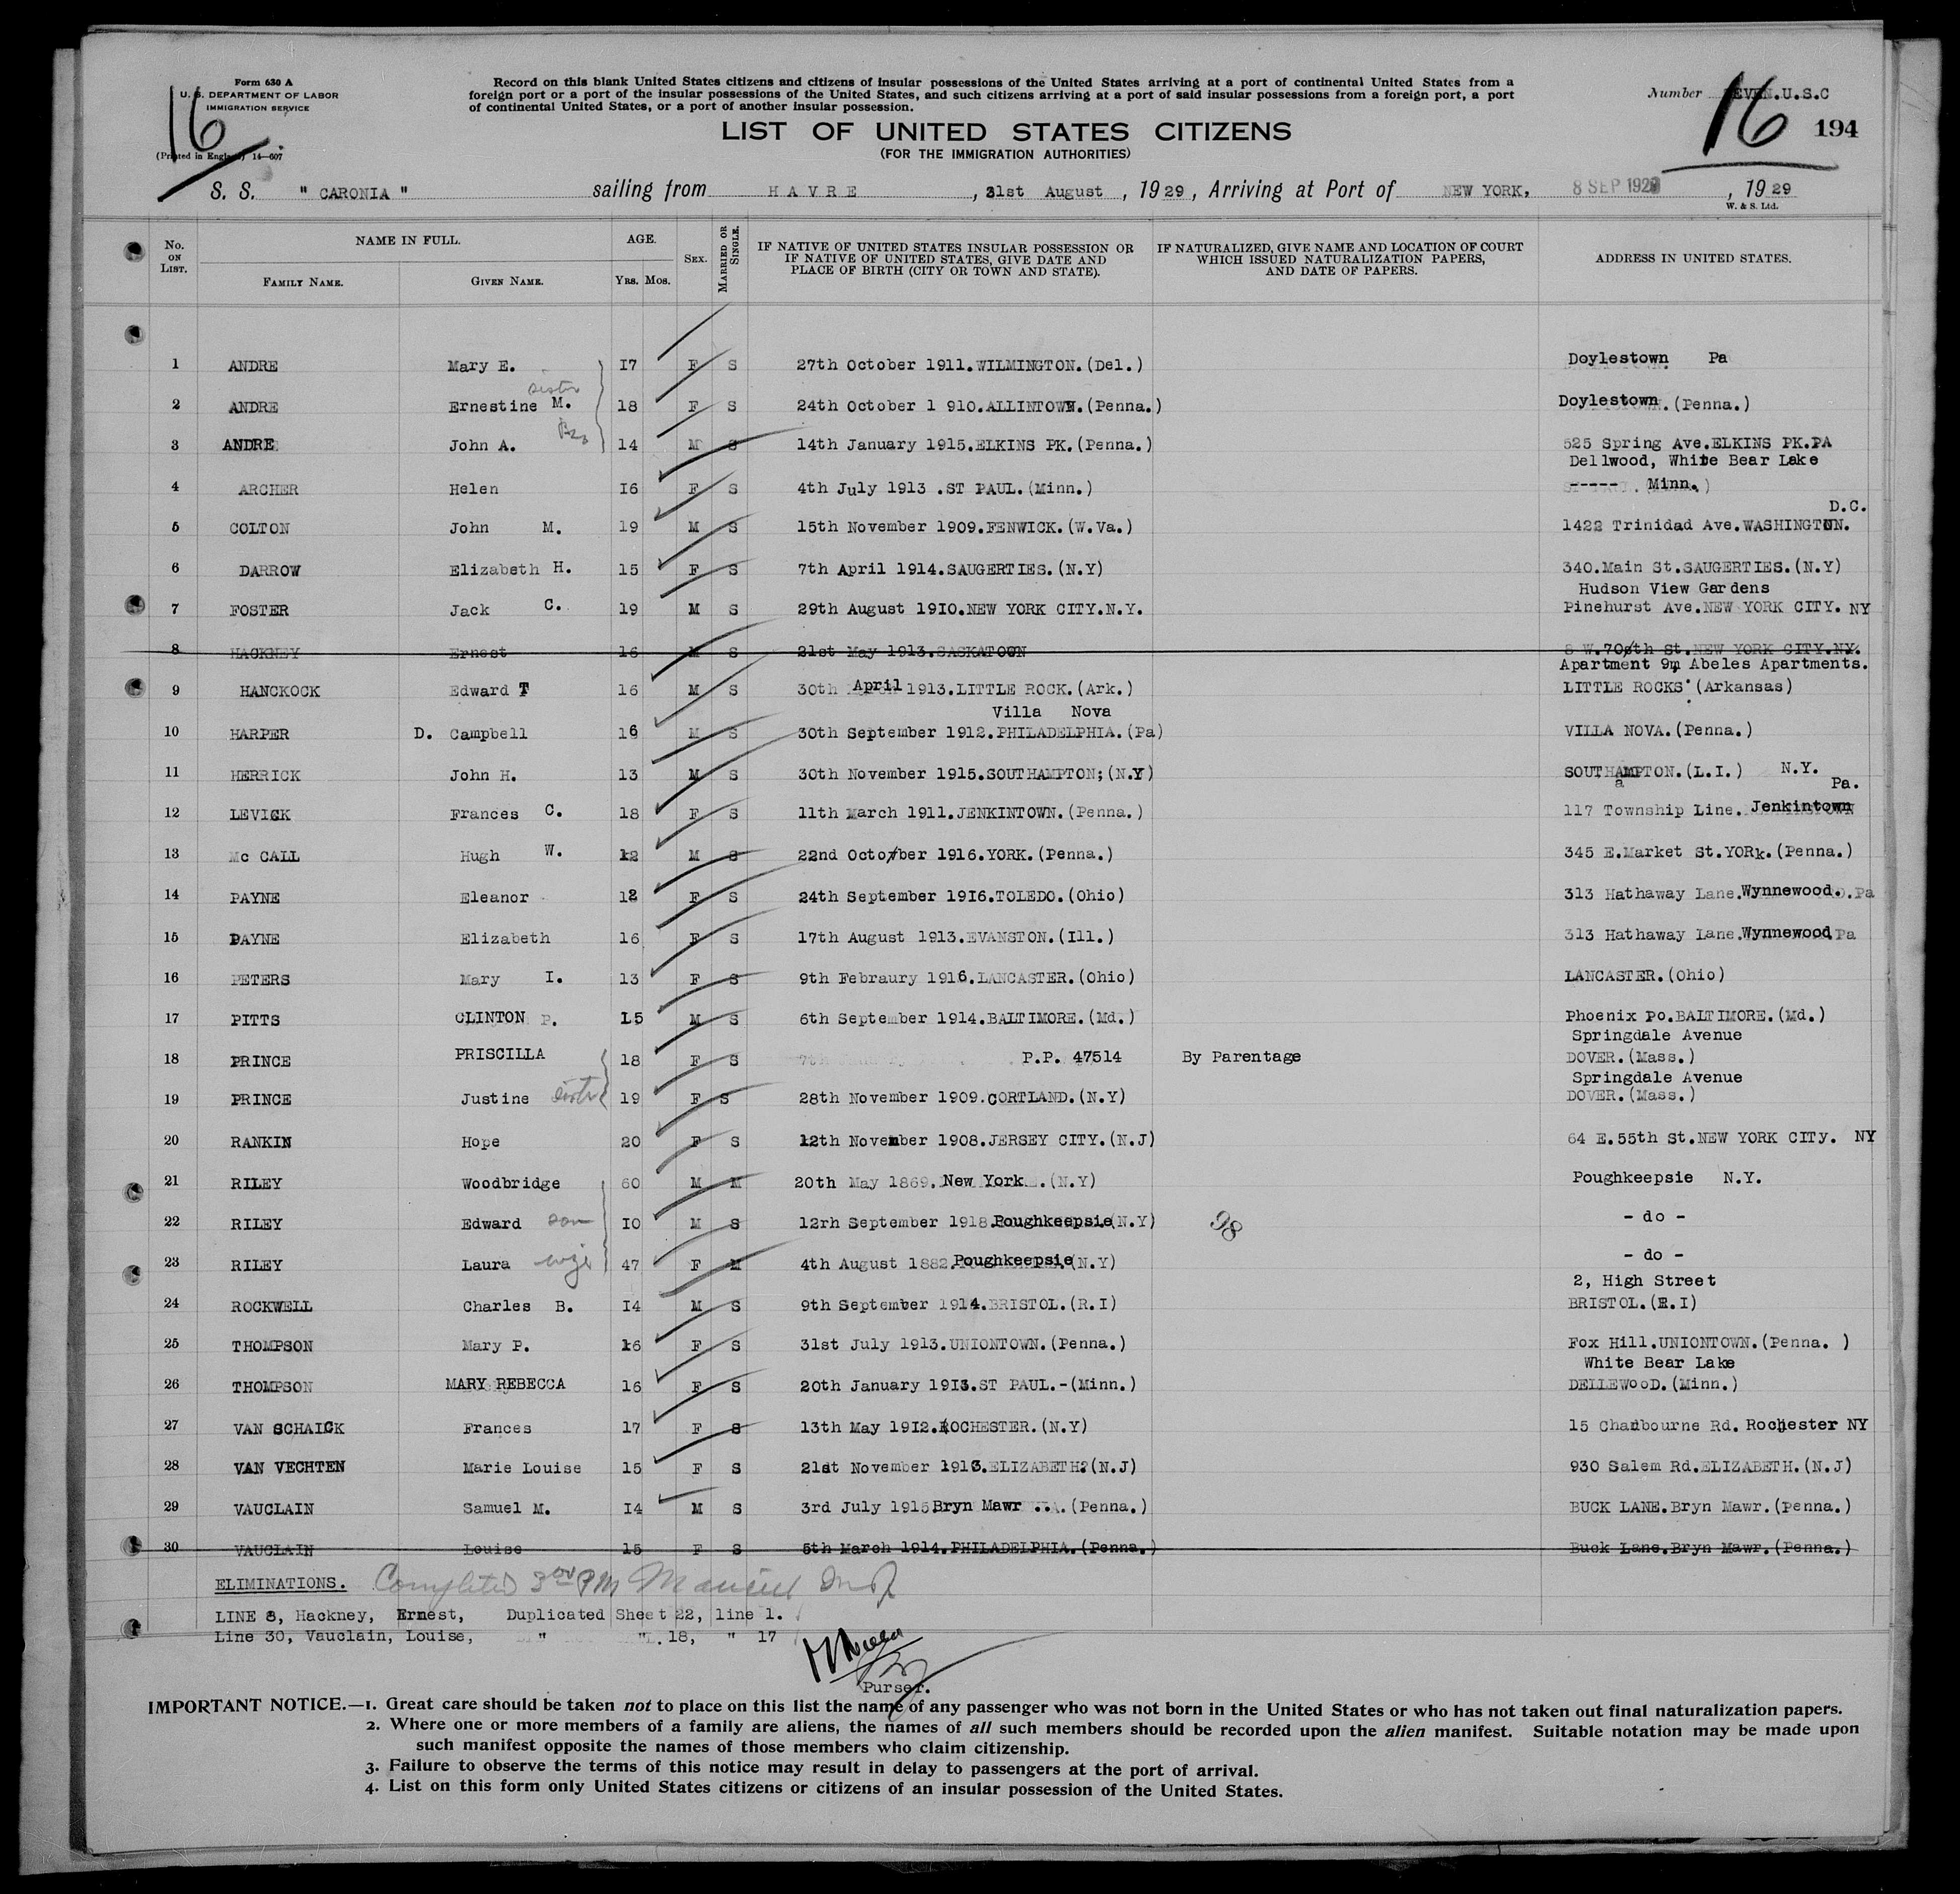 Form 630 A
U. S. DEPARTMENT OF LABOR
IMMIGRATION SERVICE
(Printed in England) 14—607
16
Record on this blank United States citizens and citizens of insular possessions of the United States arriving at a port of continental United States from a
foreign port or a port of the insular possessions of the United States, and such citizens arriving at a port of said insular possessions from a foreign port, a port
of continental United States, or a port of another insular possession.
Number SEVEN.U.S.C
16
194
LIST OF UNITED STATES CITIZENS
(FOR THE IMMIGRATION AUTHORITIES)
S. S. " CARONIA " sailing from HAVRE , 31st August , 1929 , Arriving at Port of NEW YORK, 8 SEP 1929 , 1929
W. & S. Ltd.
No. ON LIST. NAME IN FULL. FAMILY NAME. GIVEN NAME. AGE. YRS. MOS. SEX. MARRIED OR SINGLE. IF NATIVE OF UNITED STATES INSULAR POSSESSION OR IF NATIVE OF UNITED STATES, GIVE DATE AND PLACE OF BIRTH (CITY OR TOWN AND STATE). IF NATURALIZED, GIVE NAME AND LOCATION OF COURT WHICH ISSUED NATURALIZATION PAPERS, AND DATE OF PAPERS. ADDRESS IN UNITED STATES.
1 ANDRE Mary E. 17 F S 27th October 1911.WILMINGTON.(Del.) Doylestown Pa
sister
2 ANDRE Ernestine M. 18 F S 24th October 1 910.ALLINTOWN.(Penna.) Doylestown.(Penna.)
Bro
3 ANDRE John A. 14 M S 14th January 1915.ELKINS PK.(Penna.) 525 Spring Ave.ELKINS PK.PA
Dellwood, White Bear Lake
4 ARCHER Helen 16 F S 4th July 1913 .ST PAUL.(Minn.) ----- Minn.
D.C.
5 COLTON John M. 19 M S 15th November 1909.FENWICK.(W.Va.) 1422 Trinidad Ave.WASHINGTON.
6 DARROW Elizabeth H. 15 F S 7th April 1914.SAUGERTIES.(N.Y) 340.Main St.SAUGERTIES.(N.Y)
Hudson View Gardens
7 FOSTER Jack C. 19 M S 29th August 1910.NEW YORK CITY.N.Y. Pinehurst Ave.NEW YORK CITY. NY
8 HACKNEY Ernest 16 M S 21st May 1913.SASKATOON 8 W.70th St.NEW YORK CITY.NY.
Apartment 9, Abeles Apartments.
9 HANCKOCK Edward T 16 M S 30th April 1913.LITTLE ROCK.(Ark.) LITTLE ROCKS (Arkansas)
Villa Nova
10 HARPER D. Campbell 16 M S 30th September 1912.PHILADELPHIA.(Pa) VILLA NOVA.(Penna.)
11 HERRICK John H. 13 M S 30th November 1915.SOUTHAMPTON;(N.Y) SOUTHAMPTON.(L.I.) N.Y.
a Pa.
12 LEVICK Frances C. 18 F S 11th March 1911.JENKINTOWN.(Penna.) 117 Township Line.Jenkintown
13 Mc CALL Hugh W. 12 M S 22nd October 1916.YORK.(Penna.) 345 E.Market St.YORk.(Penna.)
14 PAYNE Eleanor 12 F S 24th September 1916.TOLEDO.(Ohio) 313 Hathaway Lane.Wynnewood.Pa
15 PAYNE Elizabeth 16 F S 17th August 1913.EVANSTON.(Ill.) 313 Hathaway Lane.Wynnewood Pa
16 PETERS Mary I. 13 F S 9th Febraury 1916.LANCASTER.(Ohio) LANCASTER.(Ohio)
17 PITTS CLINTON P. 15 M S 6th September 1914.BALTIMORE.(Md.) Phoenix Po.BALTIMORE.(Md.)
Springdale Avenue
18 PRINCE PRISCILLA 18 F S P.P. 47514 By Parentage DOVER.(Mass.)
Springdale Avenue
19 PRINCE Justine sister 19 F S 28th November 1909.CORTLAND.(N.Y) DOVER.(Mass.)
20 RANKIN Hope 20 F S 12th November 1908.JERSEY CITY.(N.J) 64 E.55th St.NEW YORK CITy. NY
21 RILEY Woodbridge 60 M M 20th May 1869.New York.(N.Y) Poughkeepsie N.Y.
22 RILEY Edward son 10 M S 12rh September 1918.Poughkeepsie(N.Y) 98 - do -
23 RILEY Laura wife 47 F M 4th August 1882.Poughkeepsie(N.Y) - do -
2, High Street
24 ROCKWELL Charles B. 14 M S 9th September 1914.BRISTOL.(R.I) BRISTOL.(R.I)
25 THOMPSON Mary P. 16 F S 31st July 1913.UNIONTOWN.(Penna.) Fox Hill.UNIONTOWN.(Penna. )
White Bear Lake
26 THOMPSON MARY REBECCA 16 F S 20th January 1913.ST PAUL.-(Minn.) DELLEWooD.(Minn.)
27 VAN SCHAICK Frances 17 F S 13th May 1912.ROCHESTER.(N.Y) 15 Chadbourne Rd. Rochester NY
28 VAN VECHTEN Marie Louise 15 F S 21st November 1913.ELIZABETH.(N.J) 930 Salem Rd.ELIZABETH.(N.J)
29 VAUCLAIN Samuel M. 14 M S 3rd July 1915 Bryn Mawr ...(Penna.) BUCK LANE.Bryn Mawr.(Penna.)
30 VAUCLAIN Louise 15 F S 5th March 1914.PHILADELPHIA.(Penna.) Buck Lane.Bryn Mawr.(Penna.)
ELIMINATIONS. Completed 3 00 PM
LINE 8, Hackney, Ernest, Duplicated Sheet 22, line 1.
Line 30, Vauclain, Louise, " " 18, " 17
Purser.
IMPORTANT NOTICE.—1. Great care should be taken not to place on this list the name of any passenger who was not born in the United States or who has not taken out final naturalization papers.
2. Where one or more members of a family are aliens, the names of all such members should be recorded upon the alien manifest. Suitable notation may be made upon
such manifest opposite the names of those members who claim citizenship.
3. Failure to observe the terms of this notice may result in delay to passengers at the port of arrival.
4. List on this form only United States citizens or citizens of an insular possession of the United States.